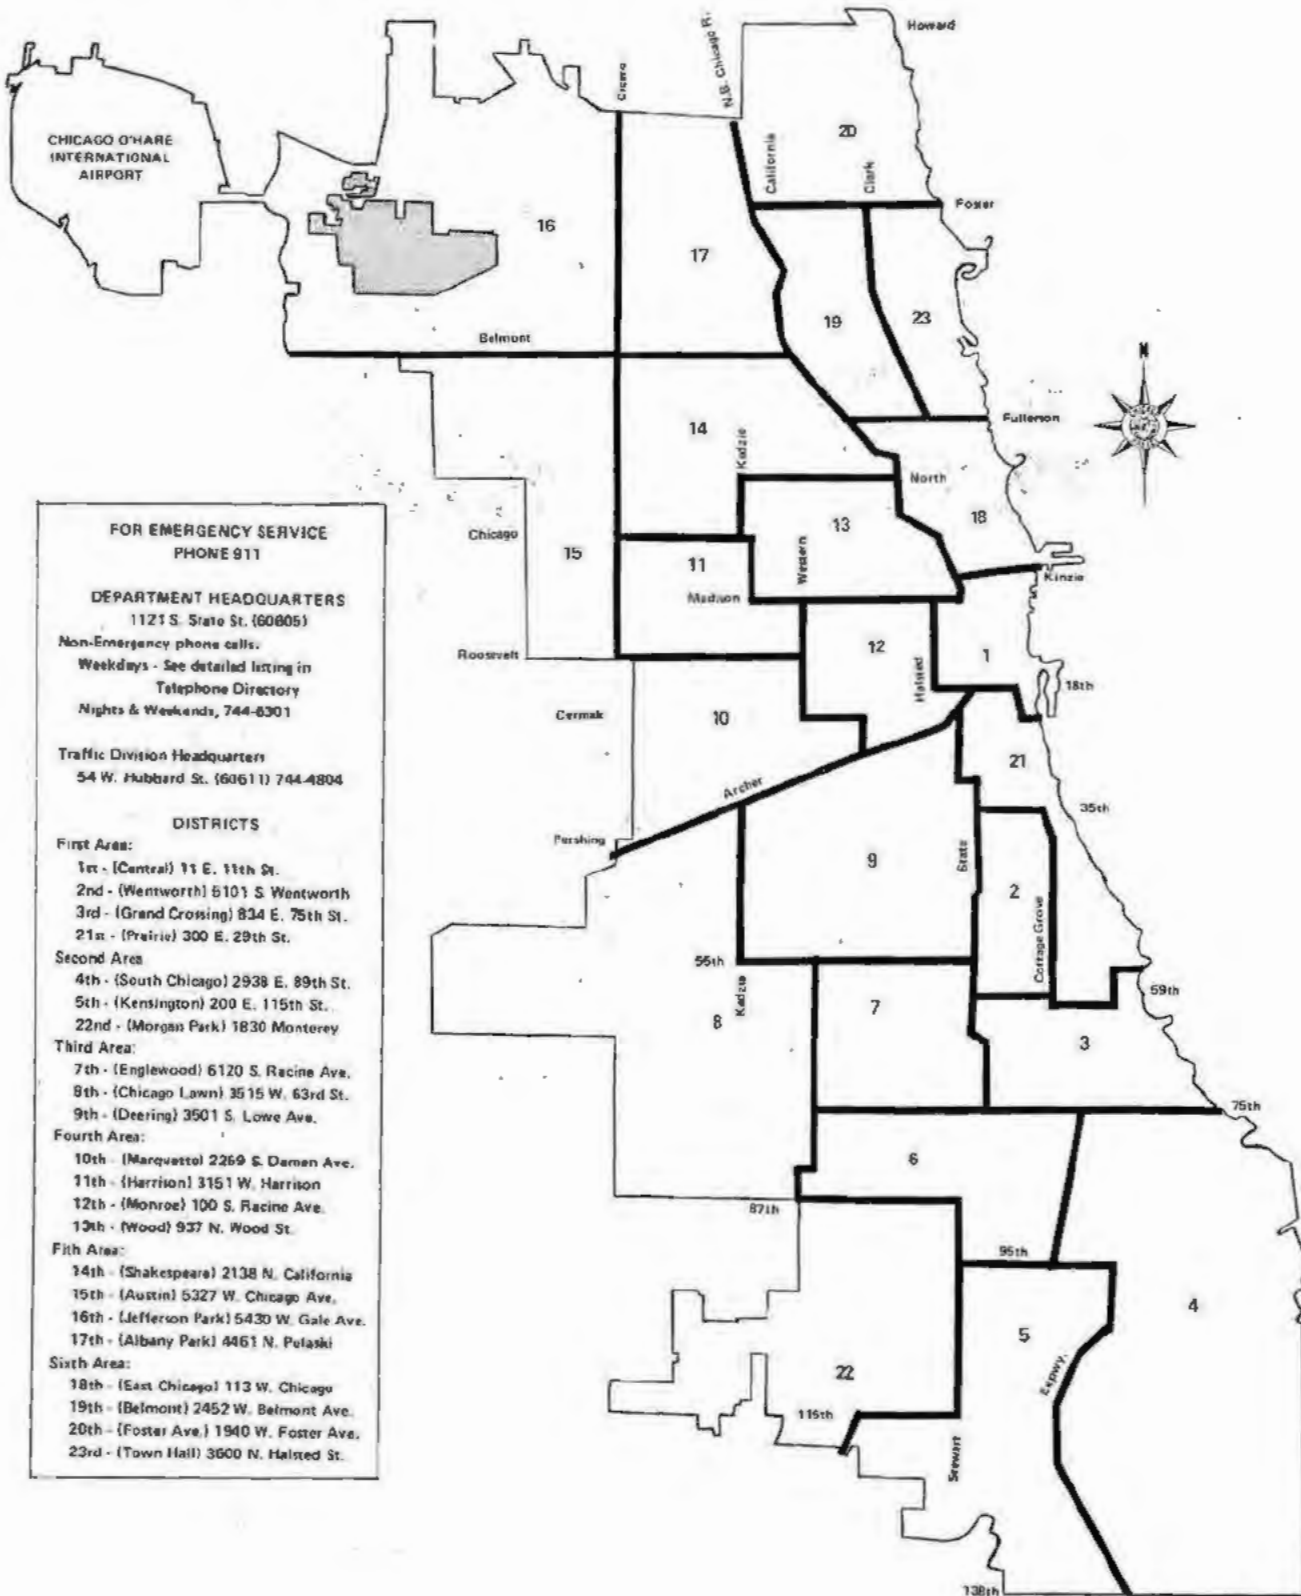 Howard
N.B. Chicago R.
Cicero
CHICAGO O'HARE
INTERNATIONAL
AIRPORT
20
California
Clark
Foster
16
17
19
23
Belmont
N
Fullerton
14
Kedzie
North
18
13
Chicago
15
11
Western
Kinzie
Madison
12
Halsted
1
Roosevelt
18th
Cermak
10
21
Archer
35th
Pershing
9
State
2
Cottage Grove
55th
59th
Kedzie
8
7
3
75th
6
87th
95th
4
5
Expwy.
22
115th
Stewart
138th
FOR EMERGENCY SERVICE
PHONE 911
DEPARTMENT HEADQUARTERS
1121 S. State St. (60605)
Non-Emergency phone calls.
Weekdays - See detailed listing in
Telephone Directory
Nights & Weekends, 744-6301
Traffic Division Headquarters
54 W. Hubbard St. (60611) 744-4804
DISTRICTS
First Area:
1st - (Central) 11 E. 11th St.
2nd - (Wentworth) 5101 S. Wentworth
3rd - (Grand Crossing) 834 E. 75th St.
21st - (Prairie) 300 E. 29th St.
Second Area
4th - (South Chicago) 2938 E. 89th St.
5th - (Kensington) 200 E. 115th St.
22nd - (Morgan Park) 1830 Monterey
Third Area:
7th - (Englewood) 6120 S. Racine Ave.
8th - (Chicago Lawn) 3515 W. 63rd St.
9th - (Deering) 3501 S. Lowe Ave.
Fourth Area:
10th - (Marquette) 2259 S. Damen Ave.
11th - (Harrison) 3151 W. Harrison
12th - (Monroe) 100 S. Racine Ave.
13th - (Wood) 937 N. Wood St.
Fifth Area:
14th - (Shakespeare) 2138 N. California
15th - (Austin) 5327 W. Chicago Ave.
16th - (Jefferson Park) 5430 W. Gale Ave.
17th - (Albany Park) 4461 N. Pulaski
Sixth Area:
18th - (East Chicago) 113 W. Chicago
19th - (Belmont) 2452 W. Belmont Ave.
20th - (Foster Ave.) 1940 W. Foster Ave.
23rd - (Town Hall) 3600 N. Halsted St.